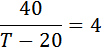 40/(T − 20) = 4